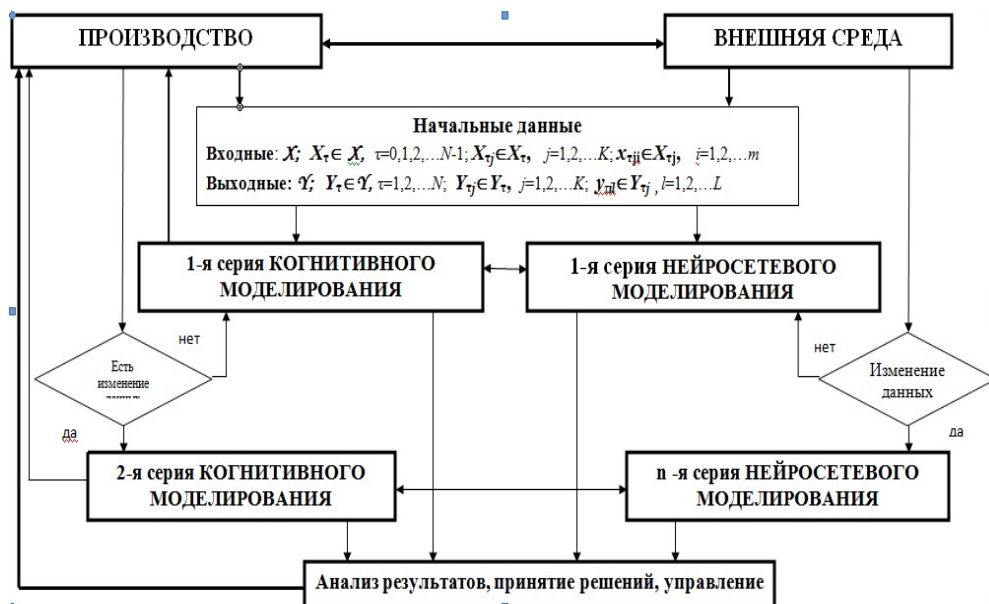 ПРОИЗВОДСТВО
ВНЕШНЯЯ СРЕДА
Начальные данные
Входные: X; Xτ∈ X, τ=0,1,2,…N-1; Xτj∈Xτ, j=1,2,…K; xτji∈Xτj, i=1,2,…m
Выходные: Y; Yτ∈Y, τ=1,2,…N; Yτj∈Yτ, j=1,2,…K; ∈Yτj , l=1,2,…L
1-я серия КОГНИТИВНОГО
МОДЕЛИРОВАНИЯ
1-я серия НЕЙРОСЕТЕВОГО
МОДЕЛИРОВАНИЯ
нет
нет
Есть
изменение
Изменение
данных
да
да
2-я серия КОГНИТИВНОГО
МОДЕЛИРОВАНИЯ
n -я серия НЕЙРОСЕТЕВОГО
МОДЕЛИРОВАНИЯ
Анализ результатов, принятие решений, управление